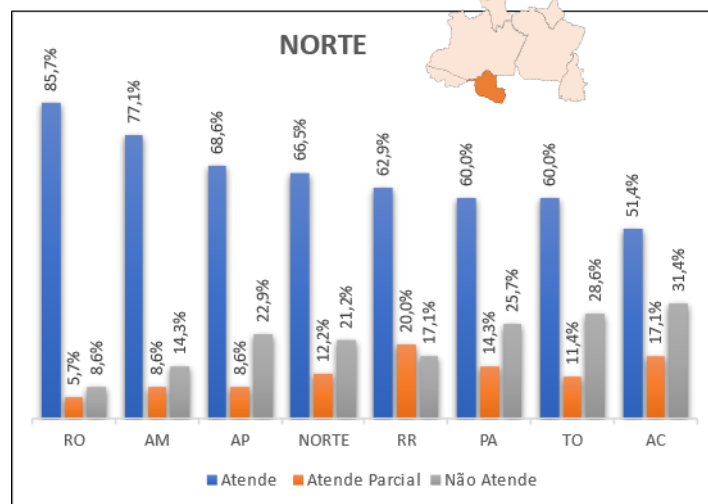 NORTE
85,7% 5,7% 8,6%
77,1% 8,6% 14,3%
68,6% 8,6% 22,9%
66,5% 12,2% 21,2%
62,9% 20,0% 17,1%
60,0% 14,3% 25,7%
60,0% 11,4% 28,6%
51,4% 17,1% 31,4%
RO AM AP NORTE RR PA TO AC
Atende Atende Parcial Não Atende